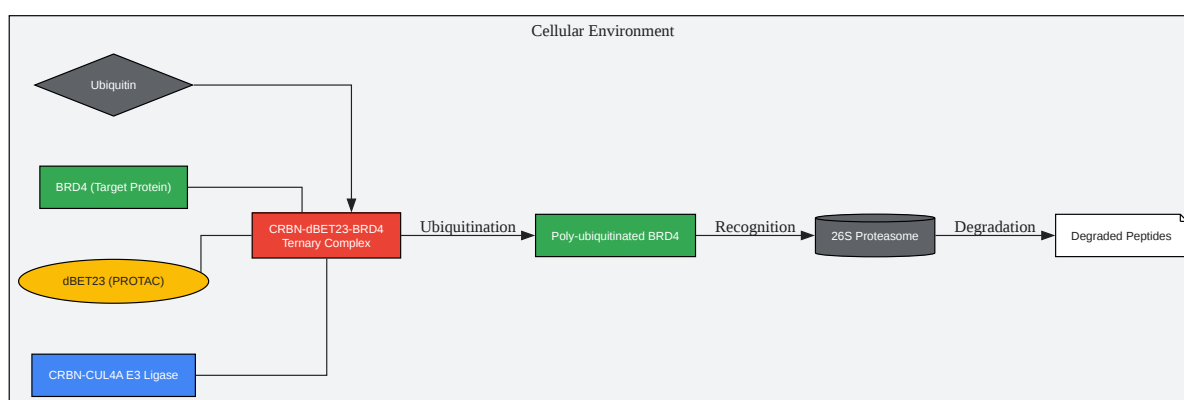 Cellular Environment
Ubiquitin
BRD4 (Target Protein)
dBET23 (PROTAC)
CRBN-CUL4A E3 Ligase
CRBN-dBET23-BRD4
Ternary Complex
Ubiquitination
Poly-ubiquitinated BRD4
Recognition
26S Proteasome
Degradation
Degraded Peptides